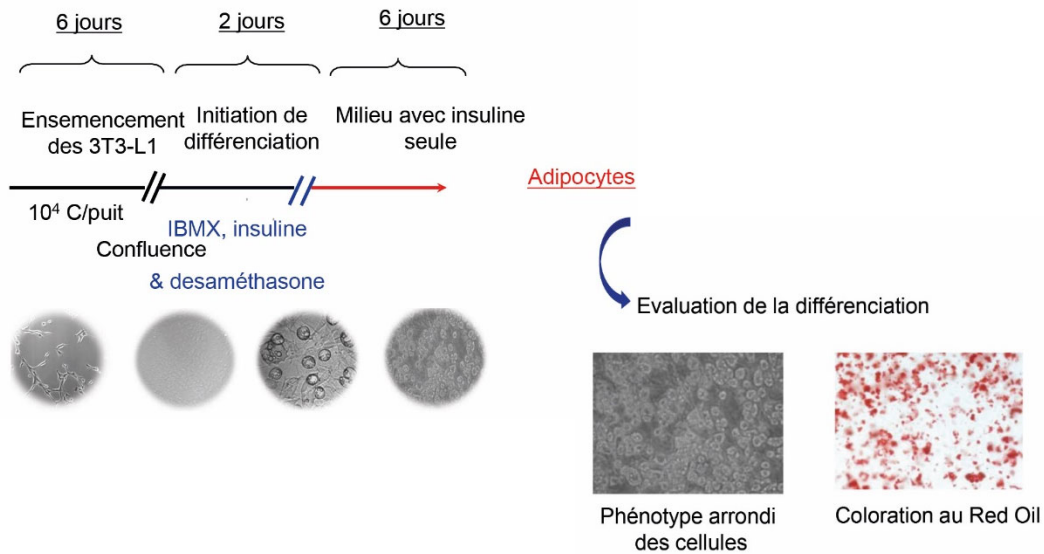 6 jours
2 jours
6 jours
Ensemencement
des 3T3-L1
Initiation de
différenciation
Milieu avec insuline
seule
10⁴ C/puit
Confluence
IBMX, insuline
& desaméthasone
Adipocytes
Evaluation de la différenciation
Phénotype arrondi
des cellules
Coloration au Red Oil